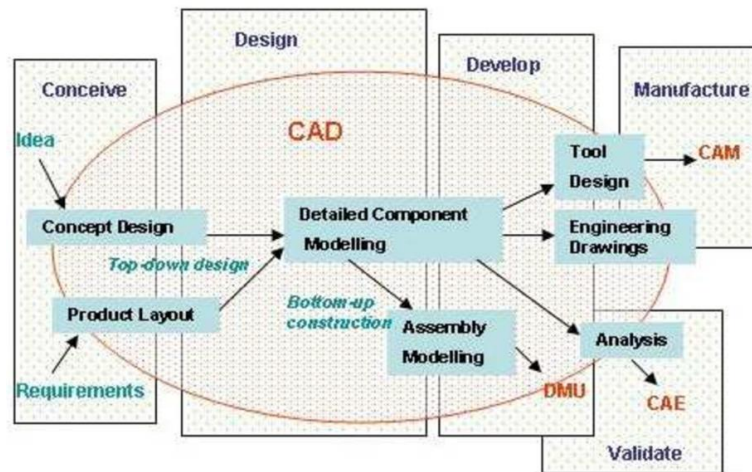 Design
Develop
Conceive
Manufacture
CAD
Idea
Tool
Design
CAM
Detailed Component
Modelling
Concept Design
Engineering
Drawings
Top-down design
Bottom-up
construction
Product Layout
Assembly
Modelling
Analysis
Requirements
DMU
CAE
Validate